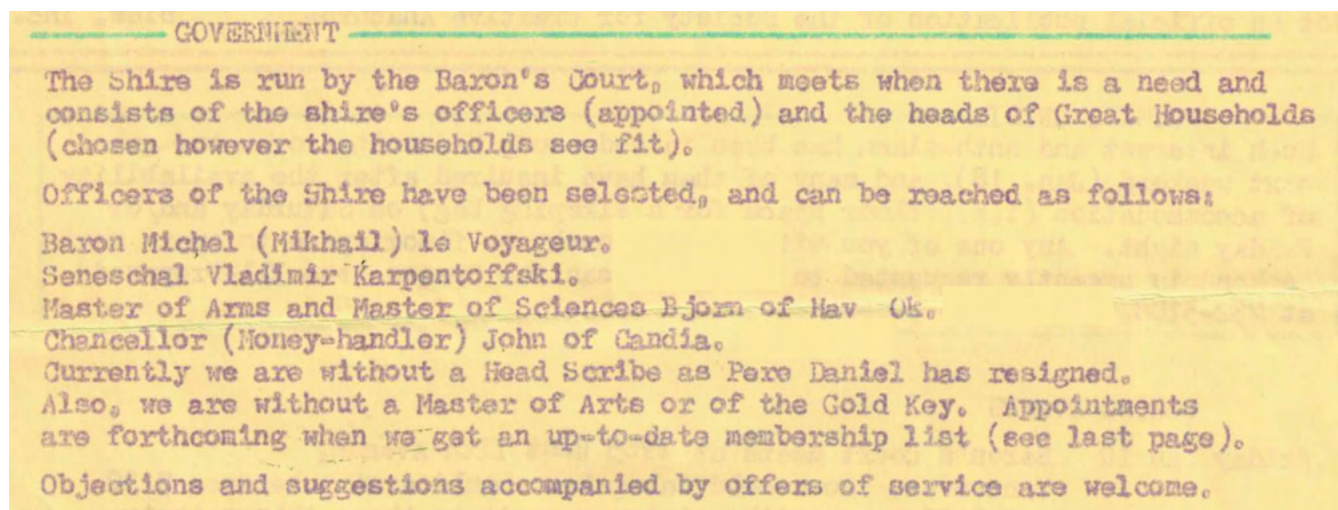 GOVERNMENT
The Shire is run by the Baron's Court, which meets when there is a need and
consists of the shire's officers (appointed) and the heads of Great Households
(chosen however the households see fit).
Officers of the Shire have been selected, and can be reached as follows:
Baron Michel (Mikhail) le Voyageur.
Seneschal Vladimir Karpentoffski.
Master of Arms and Master of Sciences Bjorn of Hav Ok.
Chancellor (Money-handler) John of Candia.
Currently we are without a Head Scribe as Pere Daniel has resigned.
Also, we are without a Master of Arts or of the Gold Key. Appointments
are forthcoming when we get an up-to-date membership list (see last page).
Objections and suggestions accompanied by offers of service are welcome.